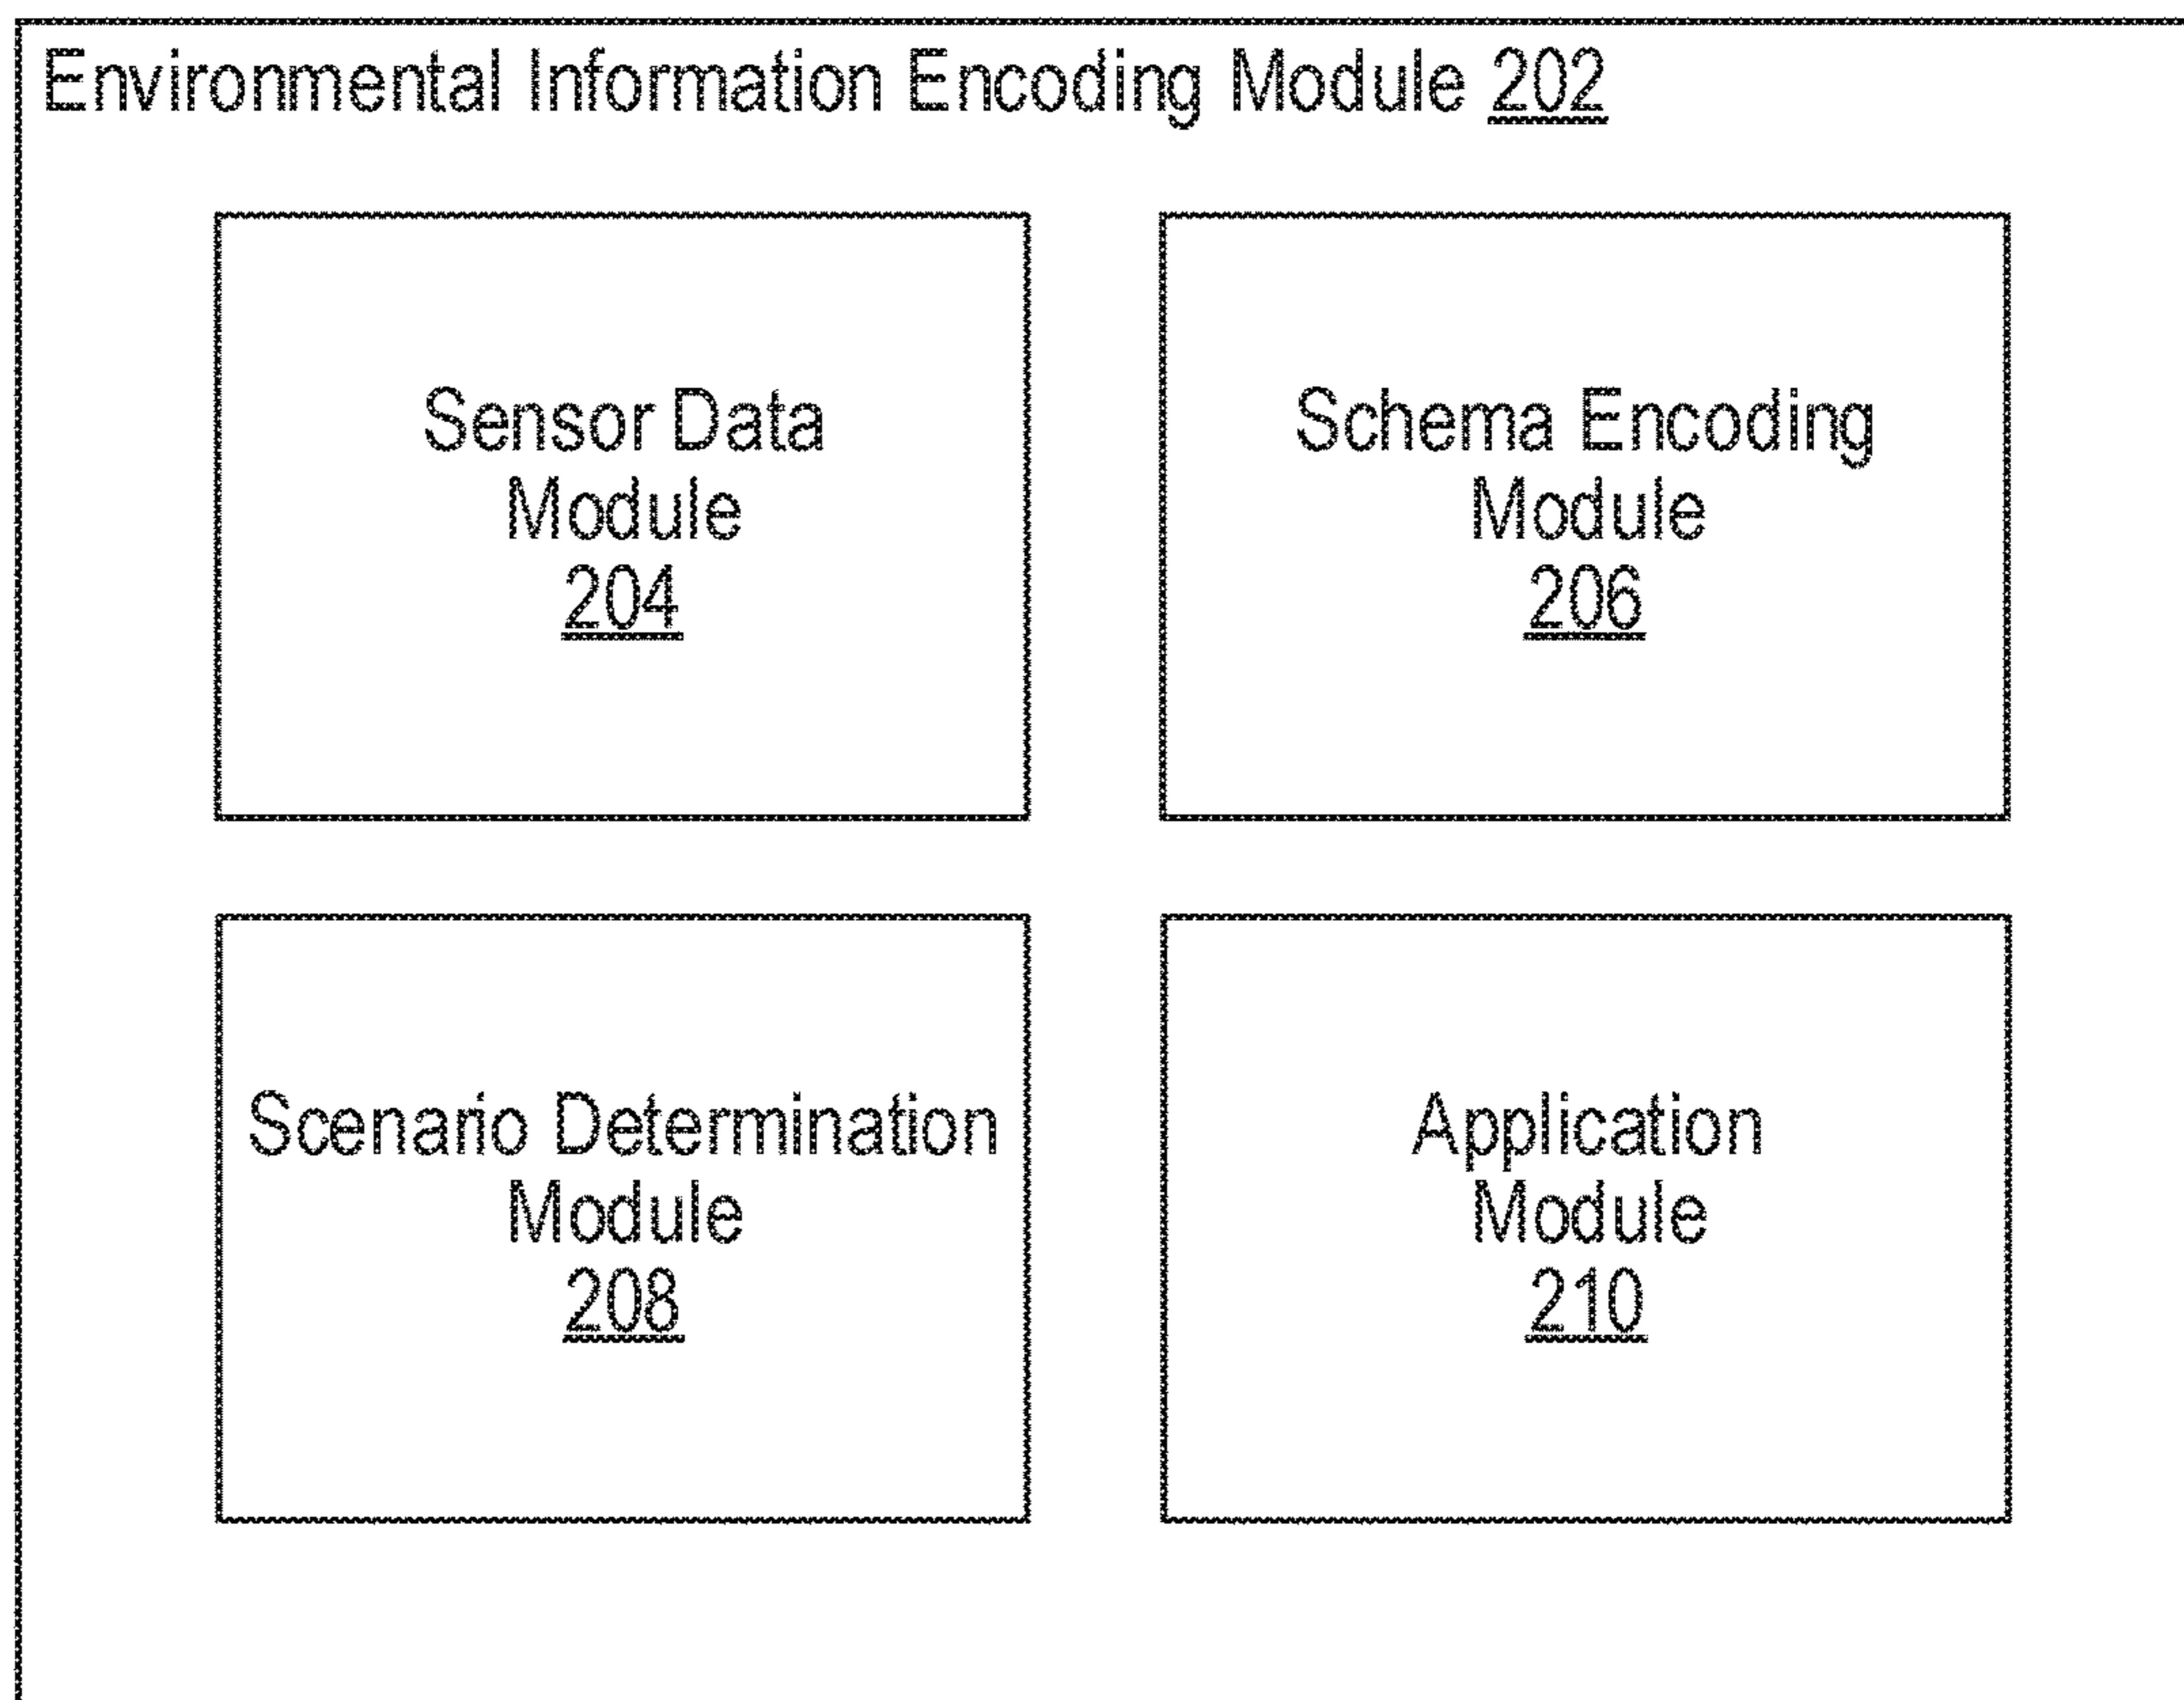 Environmental Information Encoding Module 202
Sensor Data
Module
204
Schema Encoding
Module
206
Scenario Determination
Module
208
Application
Module
210